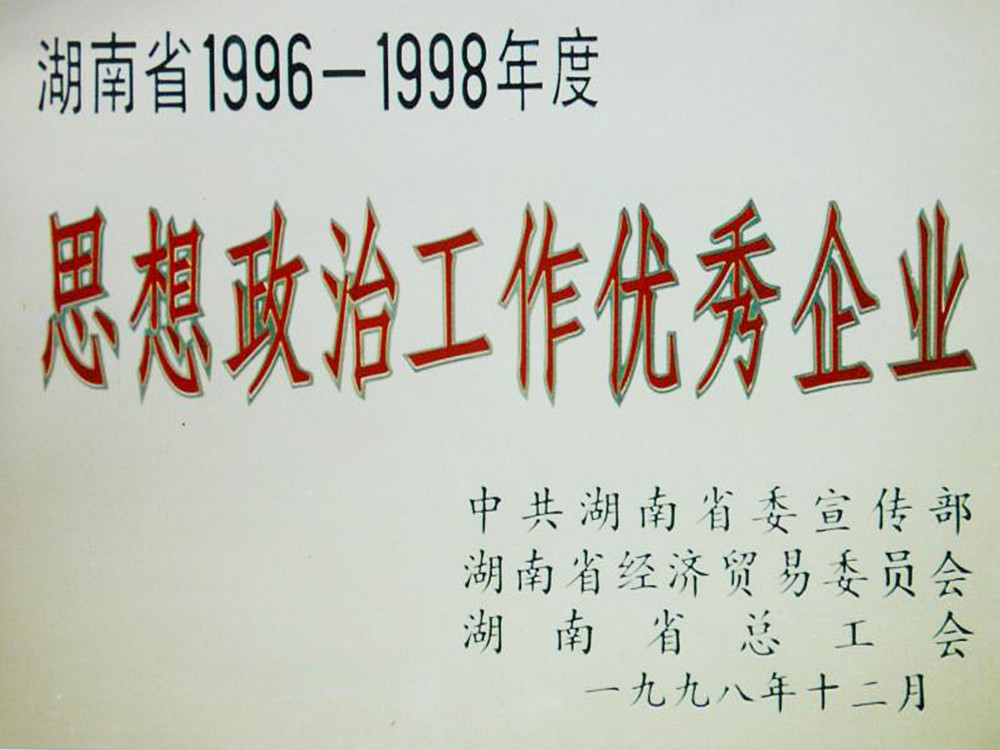 湖南省1996—1998年度
思想政治工作优秀企业
中共湖南省委宣传部
湖南省经济贸易委员会
湖南省总工会
一九九八年十二月